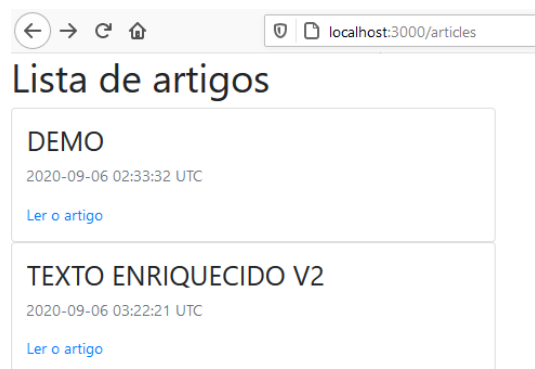 localhost:3000/articles
Lista de artigos
DEMO
2020-09-06 02:33:32 UTC
Ler o artigo
TEXTO ENRIQUECIDO V2
2020-09-06 03:22:21 UTC
Ler o artigo